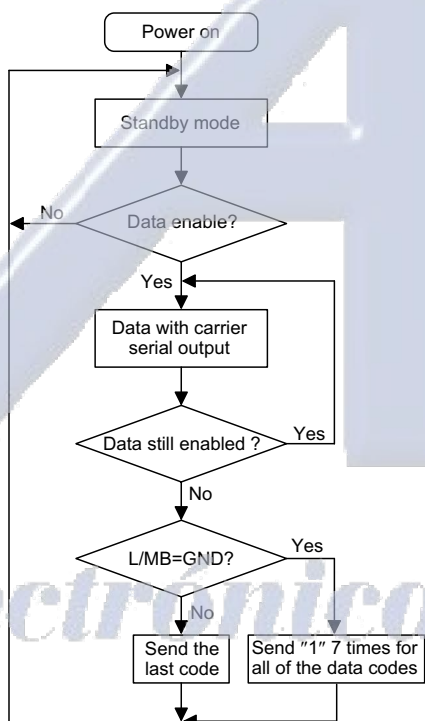 Power on
Standby mode
No
Data enable?
Yes
Data with carrier
serial output
Data still enabled ?
Yes
No
L/MB=GND?
Yes
No
Send the
last code
Send "1" 7 times for
all of the data codes
ectrónica